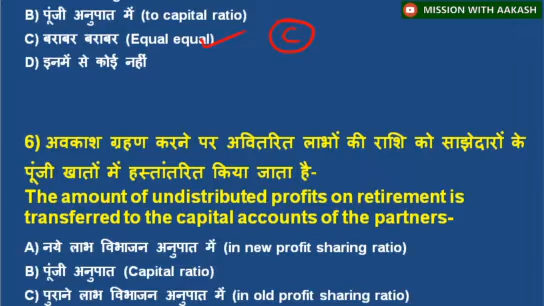 MISSION WITH AAKASH
B) पूंजी अनुपात में (to capital ratio)
C) बराबर बराबर (Equal equal)
C
D) इनमें से कोई नहीं
6) अवकाश ग्रहण करने पर अवितरित लाभों की राशि को साझेदारों के
पूंजी खातों में हस्तांतरित किया जाता है-
The amount of undistributed profits on retirement is
transferred to the capital accounts of the partners-
A) नये लाभ विभाजन अनुपात में (in new profit sharing ratio)
B) पूंजी अनुपात (Capital ratio)
C) पुराने लाभ विभाजन अनुपात में (in old profit sharing ratio)